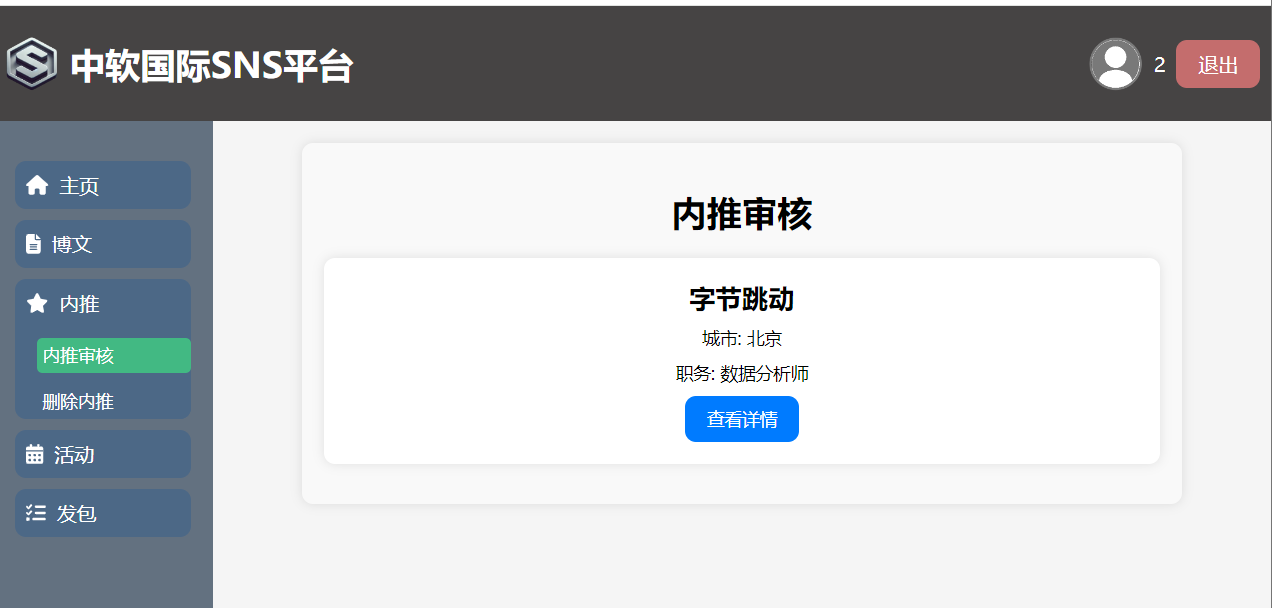 中软国际SNS平台
2
退出
主页
博文
内推
内推审核
删除内推
活动
发包
内推审核
字节跳动
城市: 北京
职务: 数据分析师
查看详情